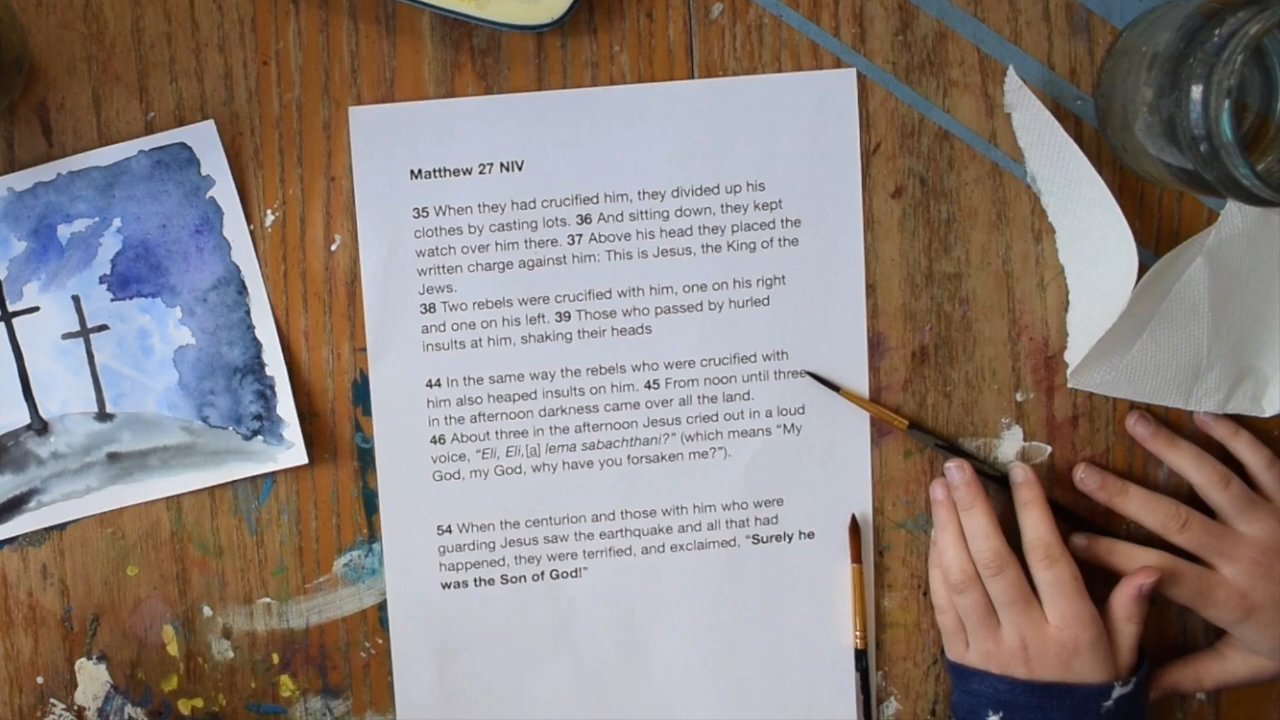 Matthew 27 NIV
35 When they had crucified him, they divided up his
clothes by casting lots. 36 And sitting down, they kept
watch over him there. 37 Above his head they placed the
written charge against him: This is Jesus, the King of the
Jews.
38 Two rebels were crucified with him, one on his right
and one on his left. 39 Those who passed by hurled
insults at him, shaking their heads
44 In the same way the rebels who were crucified with
him also heaped insults on him. 45 From noon until three
in the afternoon darkness came over all the land.
46 About three in the afternoon Jesus cried out in a loud
voice, “Eli, Eli,[a] lema sabachthani?” (which means “My
God, my God, why have you forsaken me?”).
54 When the centurion and those with him who were
guarding Jesus saw the earthquake and all that had
happened, they were terrified, and exclaimed, “Surely he
was the Son of God!”